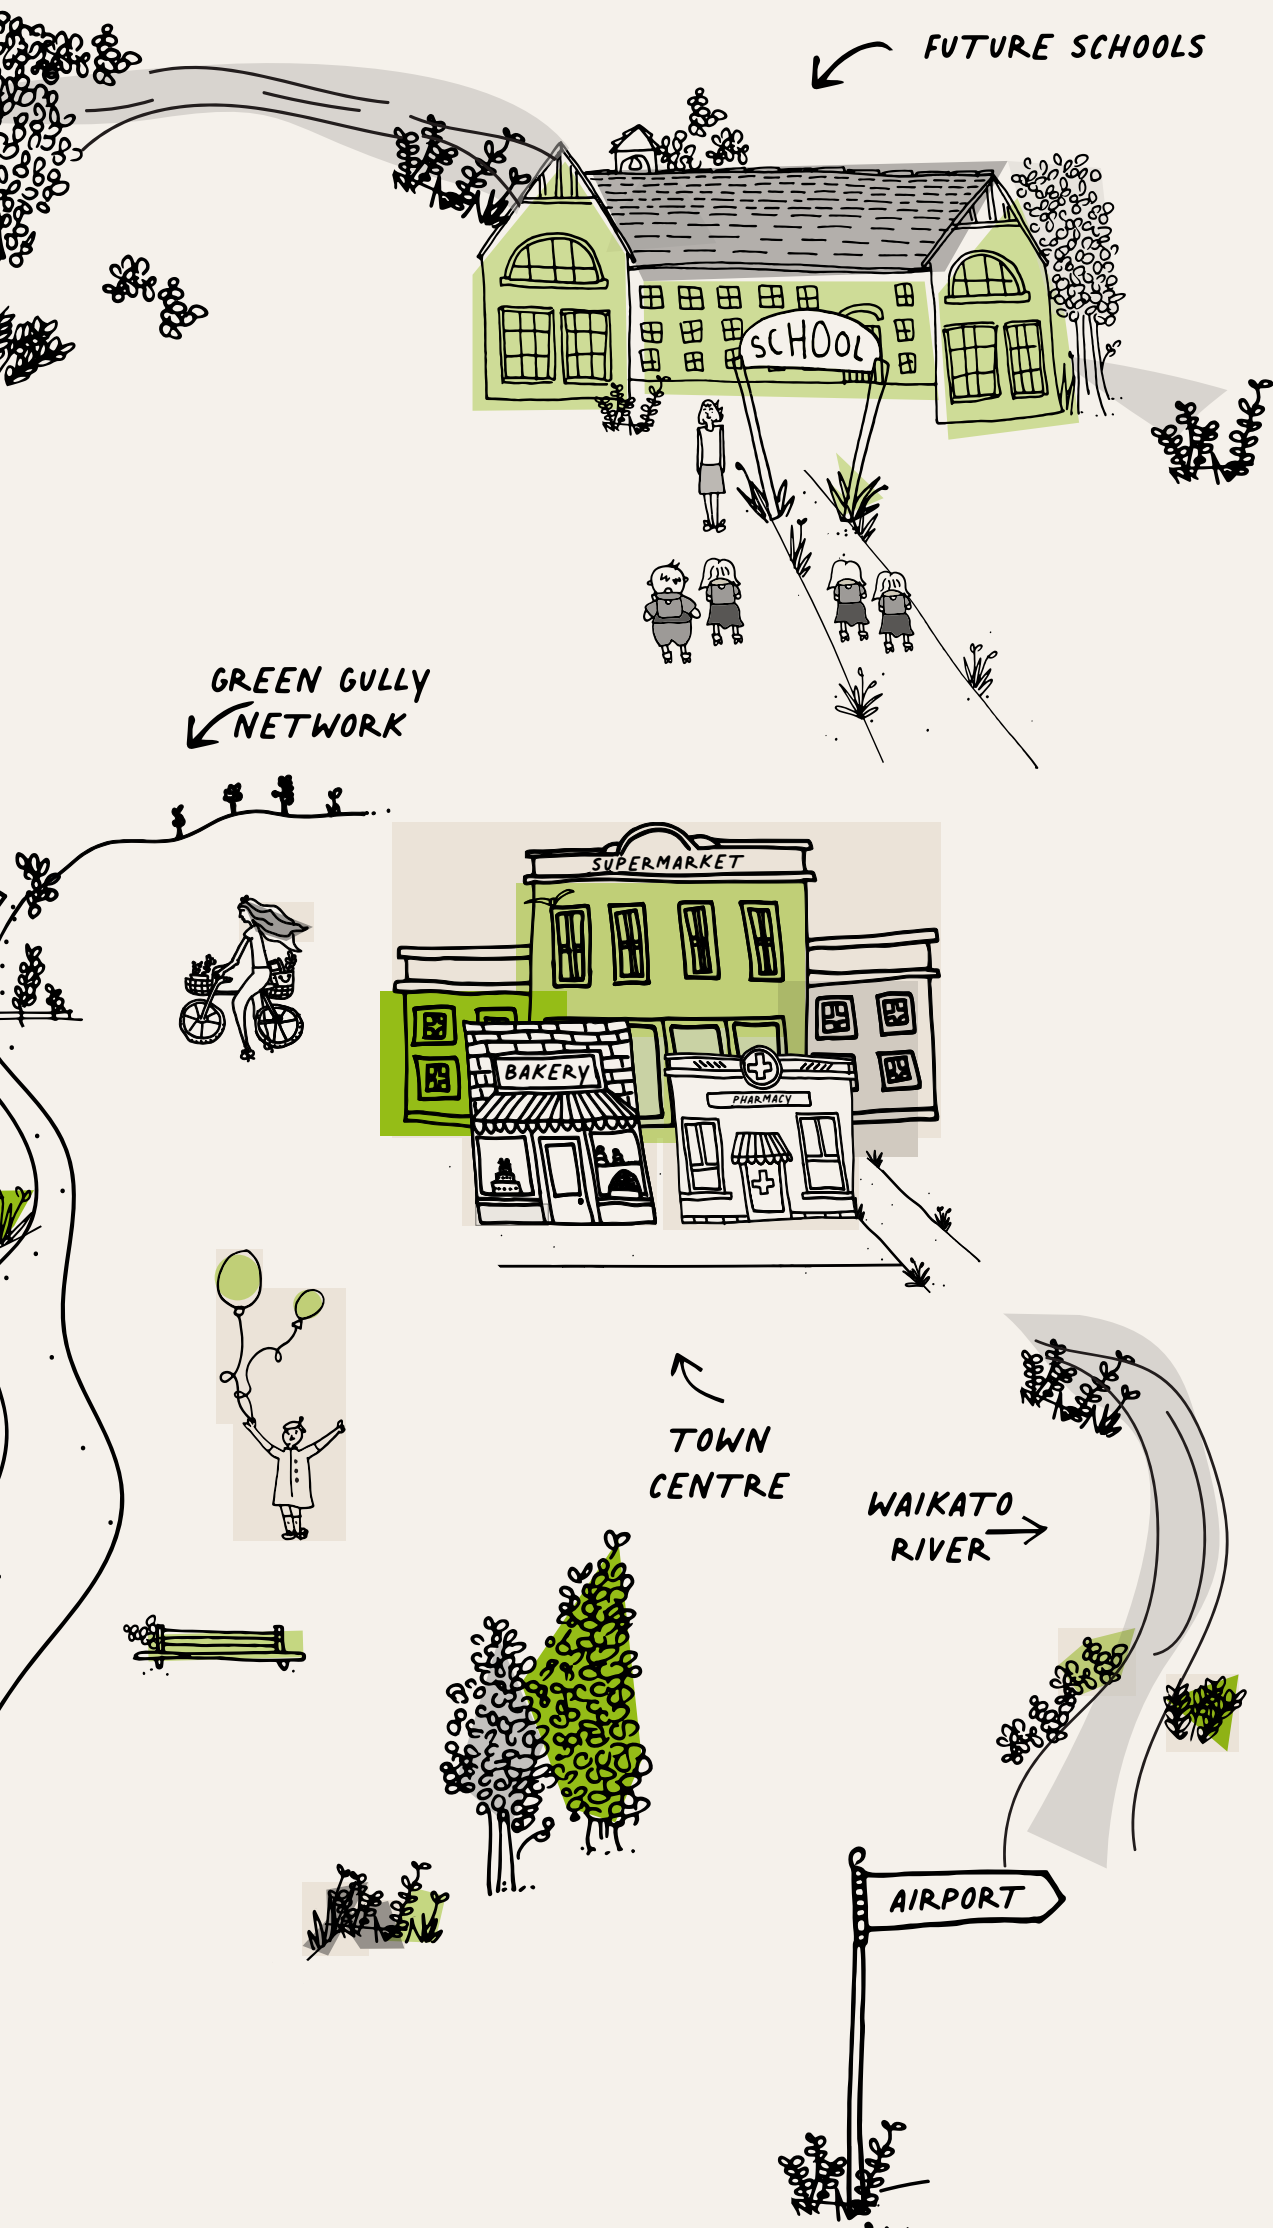 FUTURE SCHOOLS
SCHOOL
GREEN GULLY
NETWORK
SUPERMARKET
BAKERY
PHARMACY
TOWN
CENTRE
WAIKATO
RIVER
AIRPORT